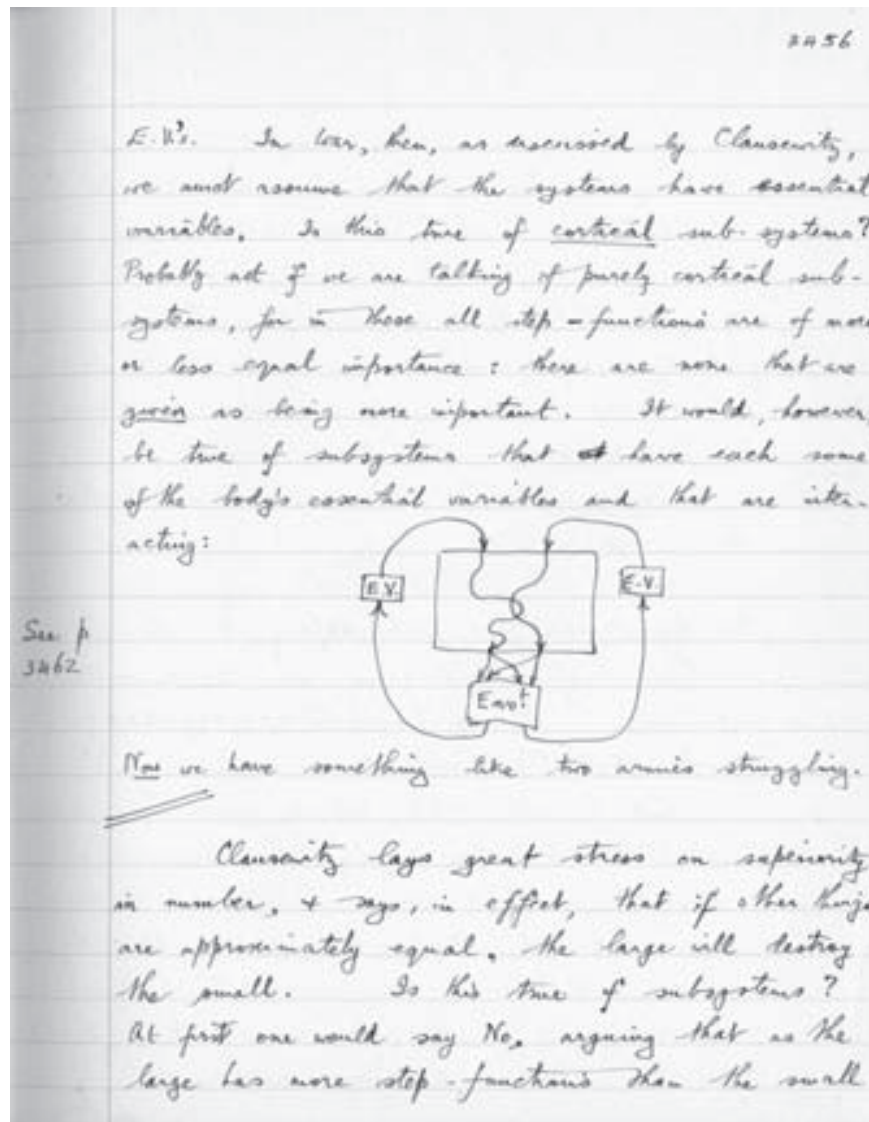 3456
E.V's. In war, then, as discussed by Clausewitz,
we must assume that the systems have essential
variables. Is this true of cortical sub-systems?
Probably not if we are talking of purely cortical sub-
systems, for in these all step-functions are of more
or less equal importance: there are none that are
given as being more important. It would, however,
be true of subsystems that have each some
of the body's essential variables and that are inter-
acting:
E.V.
E.V.
See p
3462
Envt
Now we have something like two armies struggling.
Clausewitz lays great stress on superiority
in number, & says, in effect, that if other things
are approximately equal, the large will destroy
the small. Is this true of subsystems?
At first one would say No, arguing that as the
large has more step-functions than the small